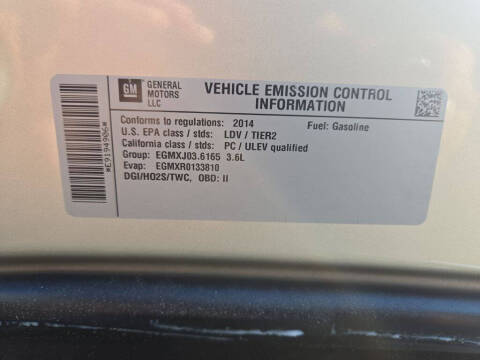 GM
GENERAL
MOTORS
LLC
VEHICLE EMISSION CONTROL
INFORMATION
Conforms to regulations: 2014
Fuel: Gasoline
U.S. EPA class / stds: LDV / TIER2
California class / stds: PC / ULEV qualified
Group: EGMXJ03.6165 3.6L
Evap: EGMXR0133810
DGI/HO2S/TWC, OBD: II
*E9194906*